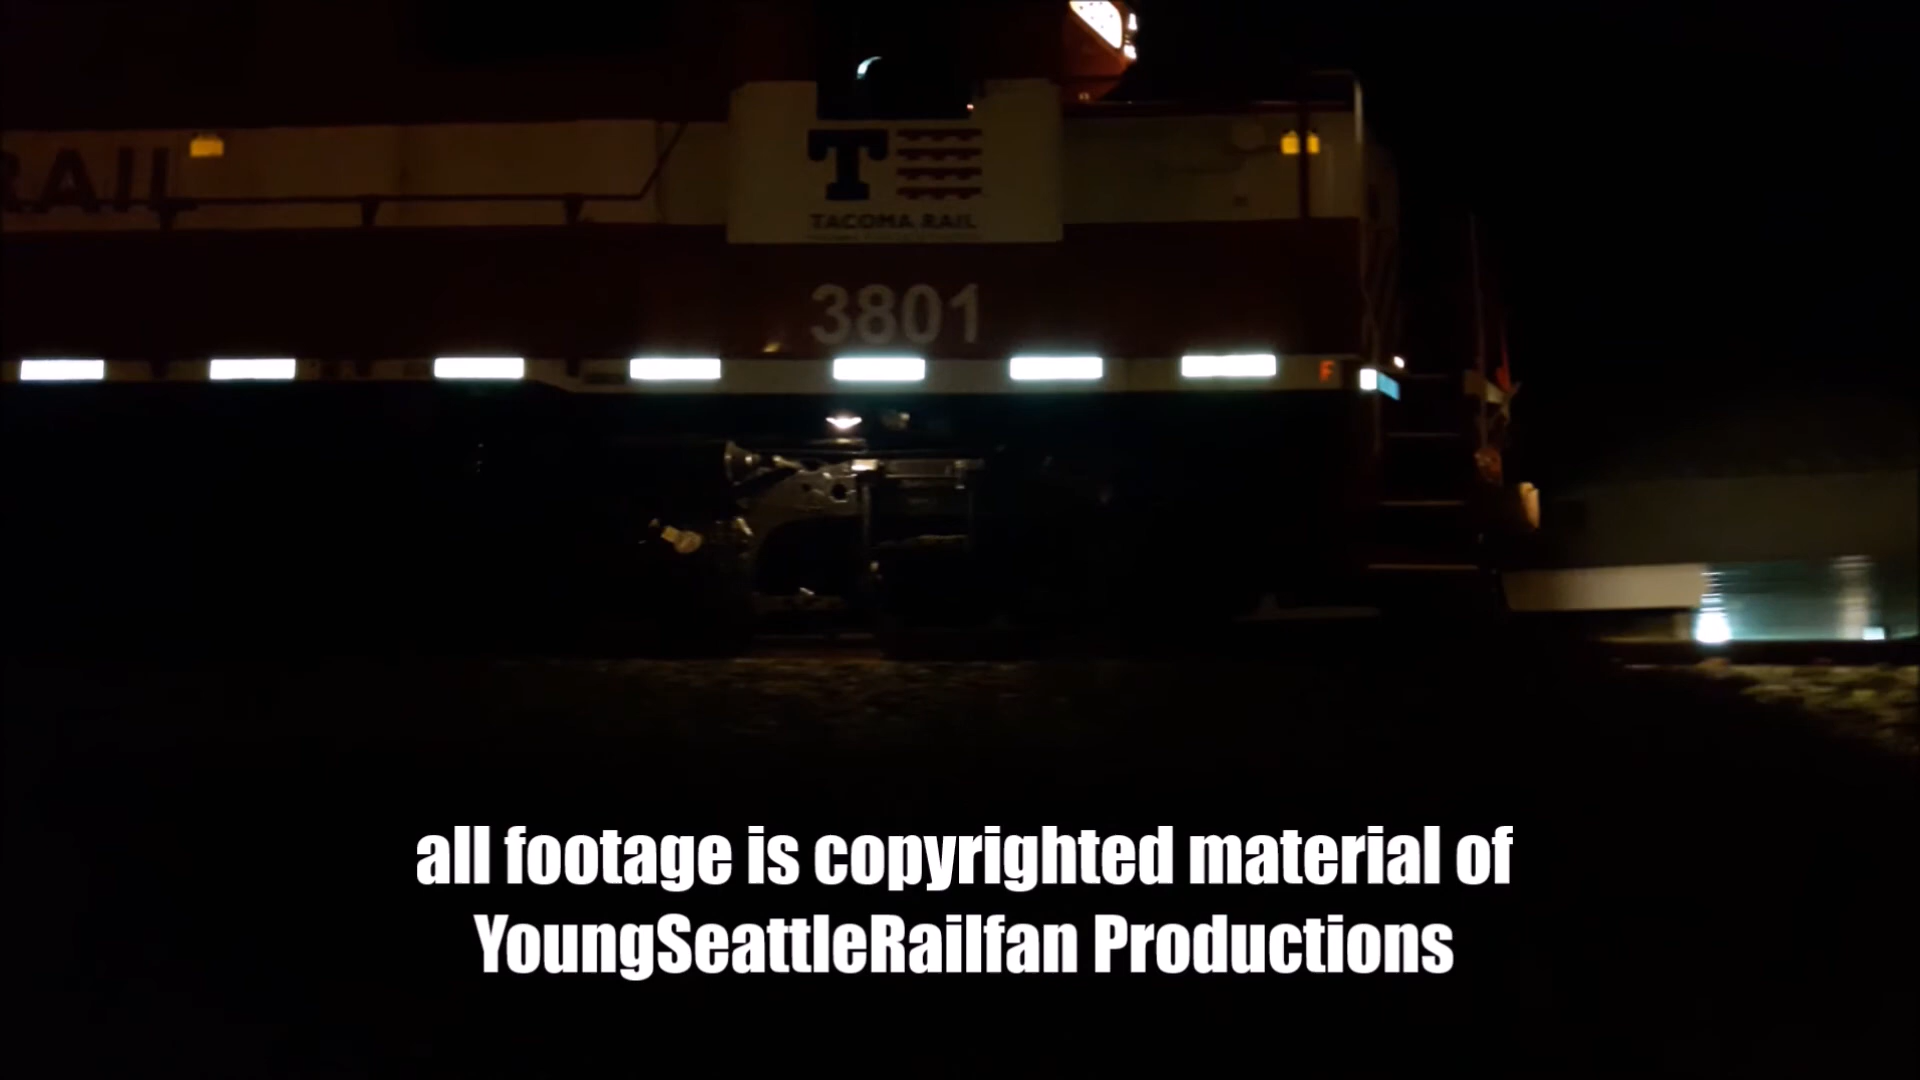 RAIL
T
TACOMA RAIL
3801
F
all footage is copyrighted material of
YoungSeattleRailfan Productions